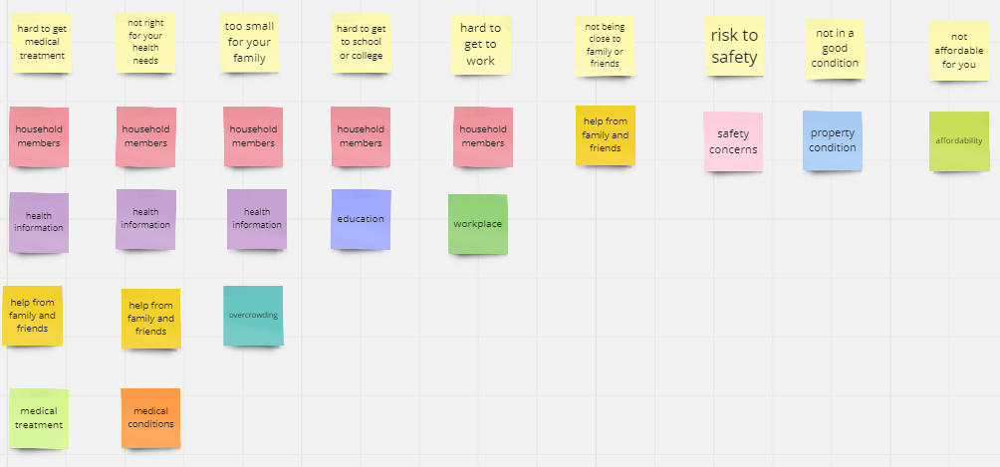 hard to get
medical
treatment
not right
for your
health
needs
too small
for your
family
hard to get
to school
or college
hard to
get to
work
not being
close to
family or
friends
risk to
safety
not in a
good
condition
not
affordable
for you
household
members
household
members
household
members
household
members
household
members
help from
family and
friends
safety
concerns
property
condition
affordability
health
information
health
information
health
information
education
workplace
help from
family and
friends
help from
family and
friends
overcrowding
medical
treatment
medical
conditions